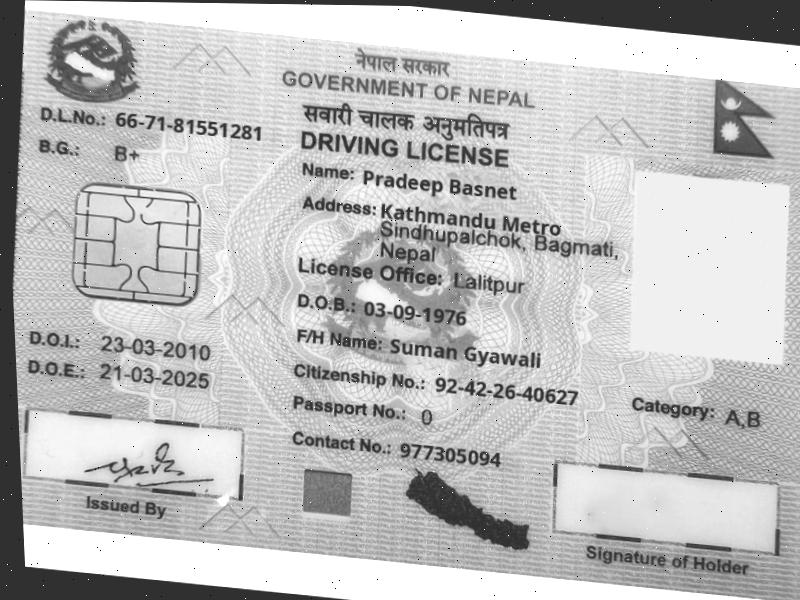 नेपाल सरकार
GOVERNMENT OF NEPAL
सवारी चालक अनुमतिपत्र
DRIVING LICENSE
D.L.No.: 66-71-81551281
B.G.: B+
Name: Pradeep Basnet
Address: Kathmandu Metro
Sindhupalchok, Bagmati,
Nepal
License Office: Lalitpur
D.O.B.: 03-09-1976
F/H Name: Suman Gyawali
D.O.I.: 23-03-2010
D.O.E.: 21-03-2025
Citizenship No.: 92-42-26-40627
Category: A,B
Passport No.: 0
Contact No.: 977305094
Issued By
Signature of Holder